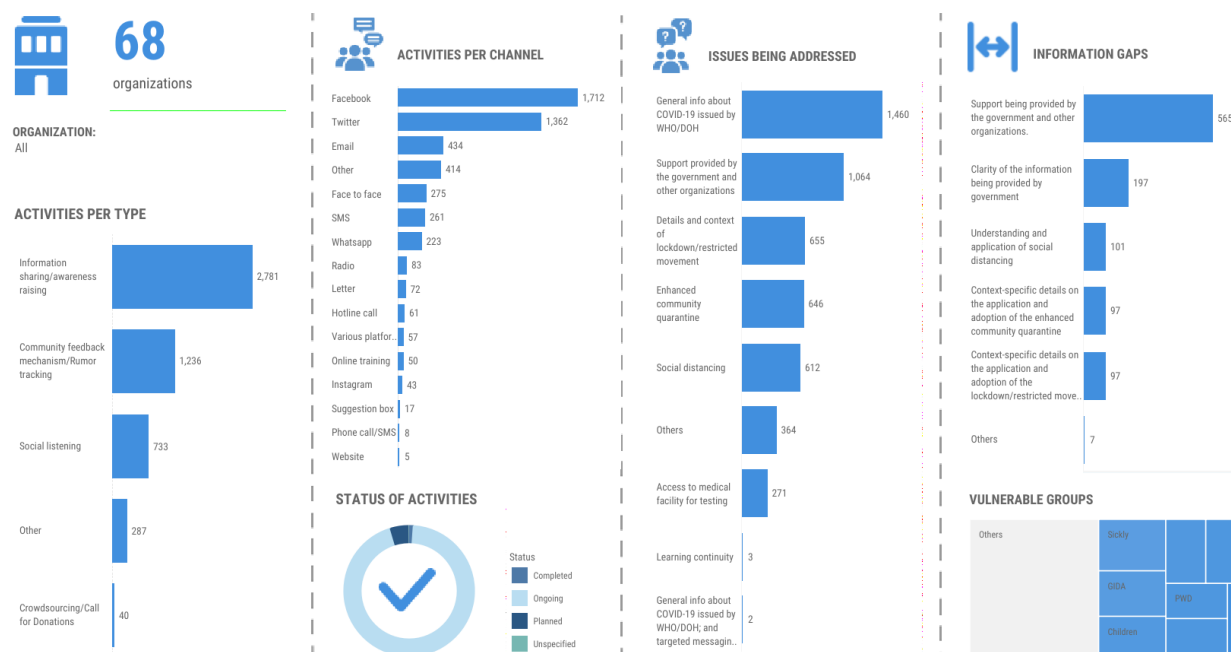 68
organizations
ORGANIZATION:
All
ACTIVITIES PER TYPE
Information
sharing/awareness
raising
2,781
Community feedback
mechanism/Rumor
tracking
1,236
Social listening
733
Other
287
Crowdsourcing/Call
for Donations
40
ACTIVITIES PER CHANNEL
Facebook
1,712
Twitter
1,362
Email
434
Other
414
Face to face
275
SMS
261
Whatsapp
223
Radio
83
Letter
72
Hotline call
61
Various platfor..
57
Online training
50
Instagram
43
Suggestion box
17
Phone call/SMS
8
Website
5
STATUS OF ACTIVITIES
Status
Completed
Ongoing
Planned
Unspecified
ISSUES BEING ADDRESSED
General info about
COVID-19 issued by
WHO/DOH
1,460
Support provided by
the government and
other organizations
1,064
Details and context
of
lockdown/restricted
movement
655
Enhanced
community
quarantine
646
Social distancing
612
Others
364
Access to medical
facility for testing
271
Learning continuity
3
General info about
COVID-19 issued by
WHO/DOH; and
targeted messagin..
2
INFORMATION GAPS
Support being provided by
the government and other
organizations.
565
Clarity of the information
being provided by
government
197
Understanding and
application of social
distancing
101
Context-specific details on
the application and
adoption of the enhanced
community quarantine
97
Context-specific details on
the application and
adoption of the
lockdown/restricted move..
97
Others
7
VULNERABLE GROUPS
Others
Sickly
GIDA
PWD
Children